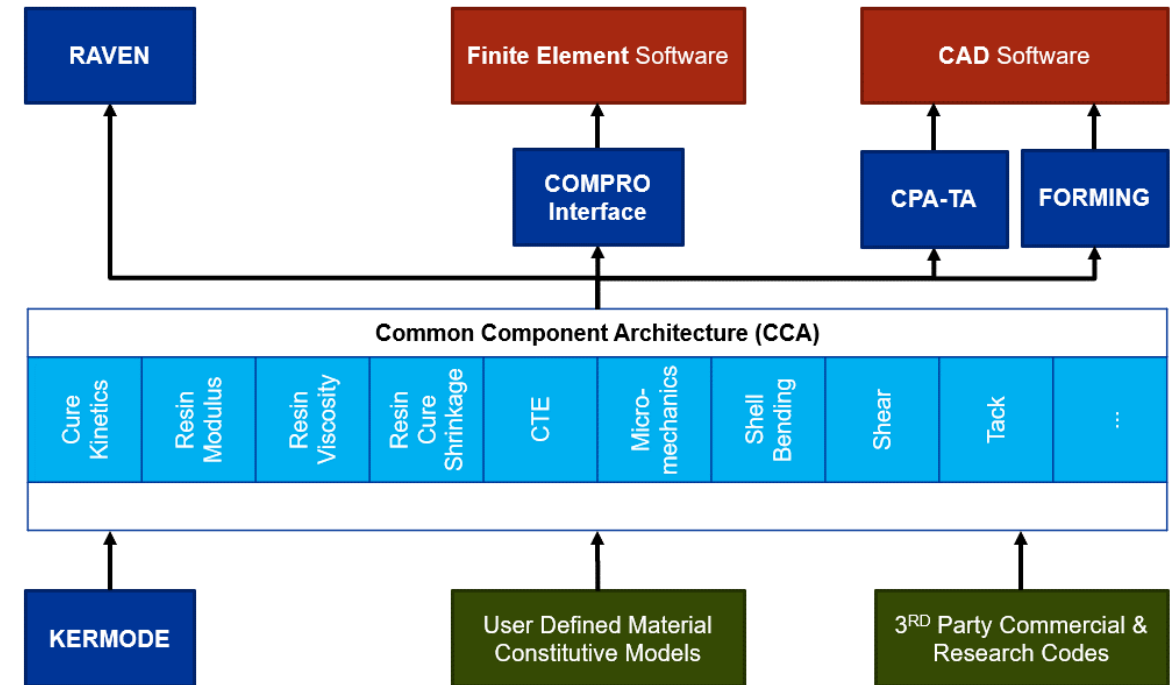 RAVEN
Finite Element Software
CAD Software
COMPRO
Interface
CPA-TA
FORMING
Common Component Architecture (CCA)
Cure
Kinetics
Resin
Modulus
Resin
Viscosity
Resin
Cure
Shrinkage
CTE
Micro-
mechanics
Shell
Bending
Shear
Tack
...
KERMODE
User Defined Material
Constitutive Models
3RD Party Commercial &
Research Codes